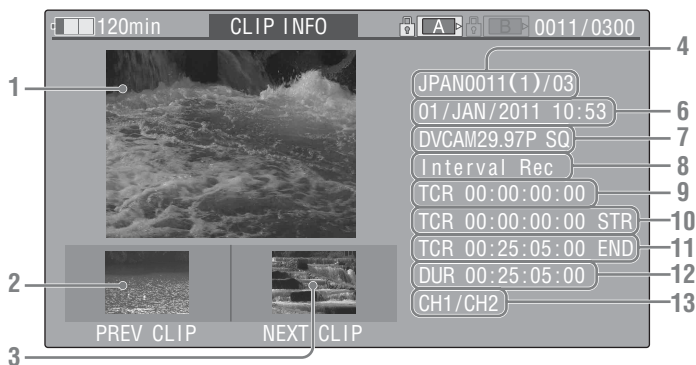 120min CLIP INFO A B 0011/0300
4
1
JPAN0011(1)/03
01/JAN/2011 10:53
6
DVCAM29.97P SQ
7
Interval Rec
8
TCR 00:00:00:00
9
TCR 00:00:00:00 STR
10
TCR 00:25:05:00 END
11
2
DUR 00:25:05:00
12
CH1/CH2
13
PREV CLIP NEXT CLIP
3